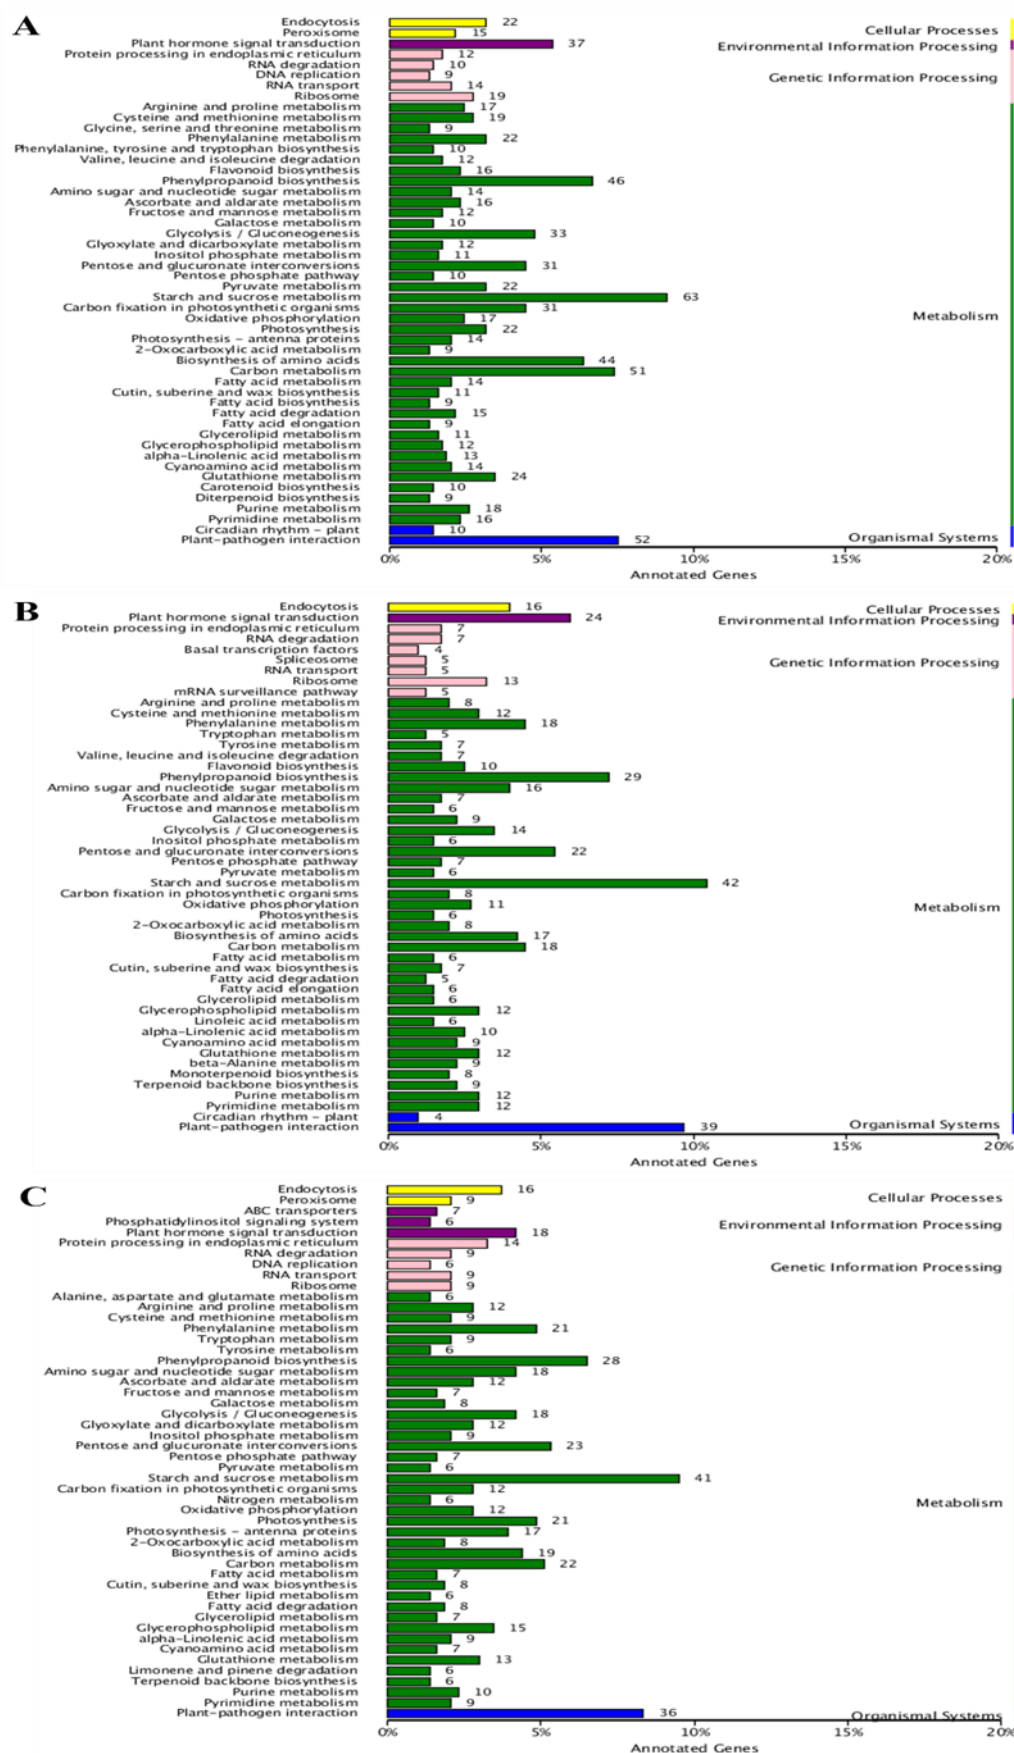 A
Endocytosis 22
Peroxisome 15
Cellular Processes
Plant hormone signal transduction 37
Environmental Information Processing
Protein processing in endoplasmic reticulum 12
RNA degradation 10
DNA replication 9
Genetic Information Processing
RNA transport 14
Ribosome 19
Arginine and proline metabolism 17
Cysteine and methionine metabolism 19
Glycine, serine and threonine metabolism 9
Phenylalanine metabolism 22
Phenylalanine, tyrosine and tryptophan biosynthesis 10
Valine, leucine and isoleucine degradation 12
Flavonoid biosynthesis 16
Phenylpropanoid biosynthesis 46
Amino sugar and nucleotide sugar metabolism 14
Ascorbate and aldarate metabolism 16
Fructose and mannose metabolism 12
Galactose metabolism 10
Glycolysis / Gluconeogenesis 33
Glyoxylate and dicarboxylate metabolism 12
Inositol phosphate metabolism 11
Pentose and glucuronate interconversions 31
Pentose phosphate pathway 10
Pyruvate metabolism 22
Starch and sucrose metabolism 63
Carbon fixation in photosynthetic organisms 31
Metabolism
Oxidative phosphorylation 17
Photosynthesis 22
Photosynthesis - antenna proteins 14
2-Oxocarboxylic acid metabolism 9
Biosynthesis of amino acids 44
Carbon metabolism 51
Fatty acid metabolism 14
Cutin, suberine and wax biosynthesis 11
Fatty acid biosynthesis 9
Fatty acid degradation 15
Fatty acid elongation 9
Glycerolipid metabolism 11
Glycerophospholipid metabolism 12
alpha-Linolenic acid metabolism 13
Cyanoamino acid metabolism 14
Glutathione metabolism 24
Carotenoid biosynthesis 10
Diterpenoid biosynthesis 9
Purine metabolism 18
Pyrimidine metabolism 16
Circadian rhythm - plant 10
Plant-pathogen interaction 52
Organismal Systems
0% 5% 10% 15% 20%
Annotated Genes
B
Endocytosis 16
Cellular Processes
Plant hormone signal transduction 24
Environmental Information Processing
Protein processing in endoplasmic reticulum 7
RNA degradation 7
Basal transcription factors 4
Spliceosome 5
Genetic Information Processing
RNA transport 5
Ribosome 13
mRNA surveillance pathway 5
Arginine and proline metabolism 8
Cysteine and methionine metabolism 12
Phenylalanine metabolism 18
Tryptophan metabolism 5
Tyrosine metabolism 7
Valine, leucine and isoleucine degradation 7
Flavonoid biosynthesis 10
Phenylpropanoid biosynthesis 29
Amino sugar and nucleotide sugar metabolism 16
Ascorbate and aldarate metabolism 7
Fructose and mannose metabolism 6
Galactose metabolism 9
Glycolysis / Gluconeogenesis 14
Inositol phosphate metabolism 6
Pentose and glucuronate interconversions 22
Pentose phosphate pathway 7
Pyruvate metabolism 6
Starch and sucrose metabolism 42
Carbon fixation in photosynthetic organisms 8
Oxidative phosphorylation 11
Metabolism
Photosynthesis 6
2-Oxocarboxylic acid metabolism 8
Biosynthesis of amino acids 17
Carbon metabolism 18
Fatty acid metabolism 6
Cutin, suberine and wax biosynthesis 7
Fatty acid degradation 5
Fatty acid elongation 6
Glycerolipid metabolism 6
Glycerophospholipid metabolism 12
Linoleic acid metabolism 6
alpha-Linolenic acid metabolism 10
Cyanoamino acid metabolism 9
Glutathione metabolism 12
beta-Alanine metabolism 9
Monoterpenoid biosynthesis 8
Terpenoid backbone biosynthesis 9
Purine metabolism 12
Pyrimidine metabolism 12
Circadian rhythm - plant 4
Plant-pathogen interaction 39
Organismal Systems
0% 5% 10% 15% 20%
Annotated Genes
C
Endocytosis 16
Peroxisome 9
Cellular Processes
ABC transporters 7
Phosphatidylinositol signaling system 6
Environmental Information Processing
Plant hormone signal transduction 18
Protein processing in endoplasmic reticulum 14
RNA degradation 9
DNA replication 6
Genetic Information Processing
RNA transport 9
Ribosome 9
Alanine, aspartate and glutamate metabolism 6
Arginine and proline metabolism 12
Cysteine and methionine metabolism 9
Phenylalanine metabolism 21
Tryptophan metabolism 9
Tyrosine metabolism 6
Phenylpropanoid biosynthesis 28
Amino sugar and nucleotide sugar metabolism 18
Ascorbate and aldarate metabolism 12
Fructose and mannose metabolism 7
Galactose metabolism 8
Glycolysis / Gluconeogenesis 18
Glyoxylate and dicarboxylate metabolism 12
Inositol phosphate metabolism 9
Pentose and glucuronate interconversions 23
Pentose phosphate pathway 7
Pyruvate metabolism 6
Starch and sucrose metabolism 41
Carbon fixation in photosynthetic organisms 12
Nitrogen metabolism 6
Metabolism
Oxidative phosphorylation 12
Photosynthesis 21
Photosynthesis - antenna proteins 17
2-Oxocarboxylic acid metabolism 8
Biosynthesis of amino acids 19
Carbon metabolism 22
Fatty acid metabolism 7
Cutin, suberine and wax biosynthesis 8
Ether lipid metabolism 6
Fatty acid degradation 8
Glycerolipid metabolism 7
Glycerophospholipid metabolism 15
alpha-Linolenic acid metabolism 9
Cyanoamino acid metabolism 7
Glutathione metabolism 13
Limonene and pinene degradation 6
Terpenoid backbone biosynthesis 6
Purine metabolism 10
Pyrimidine metabolism 9
Plant-pathogen interaction 36
Organismal Systems
0% 5% 10% 15% 20%
Annotated Genes